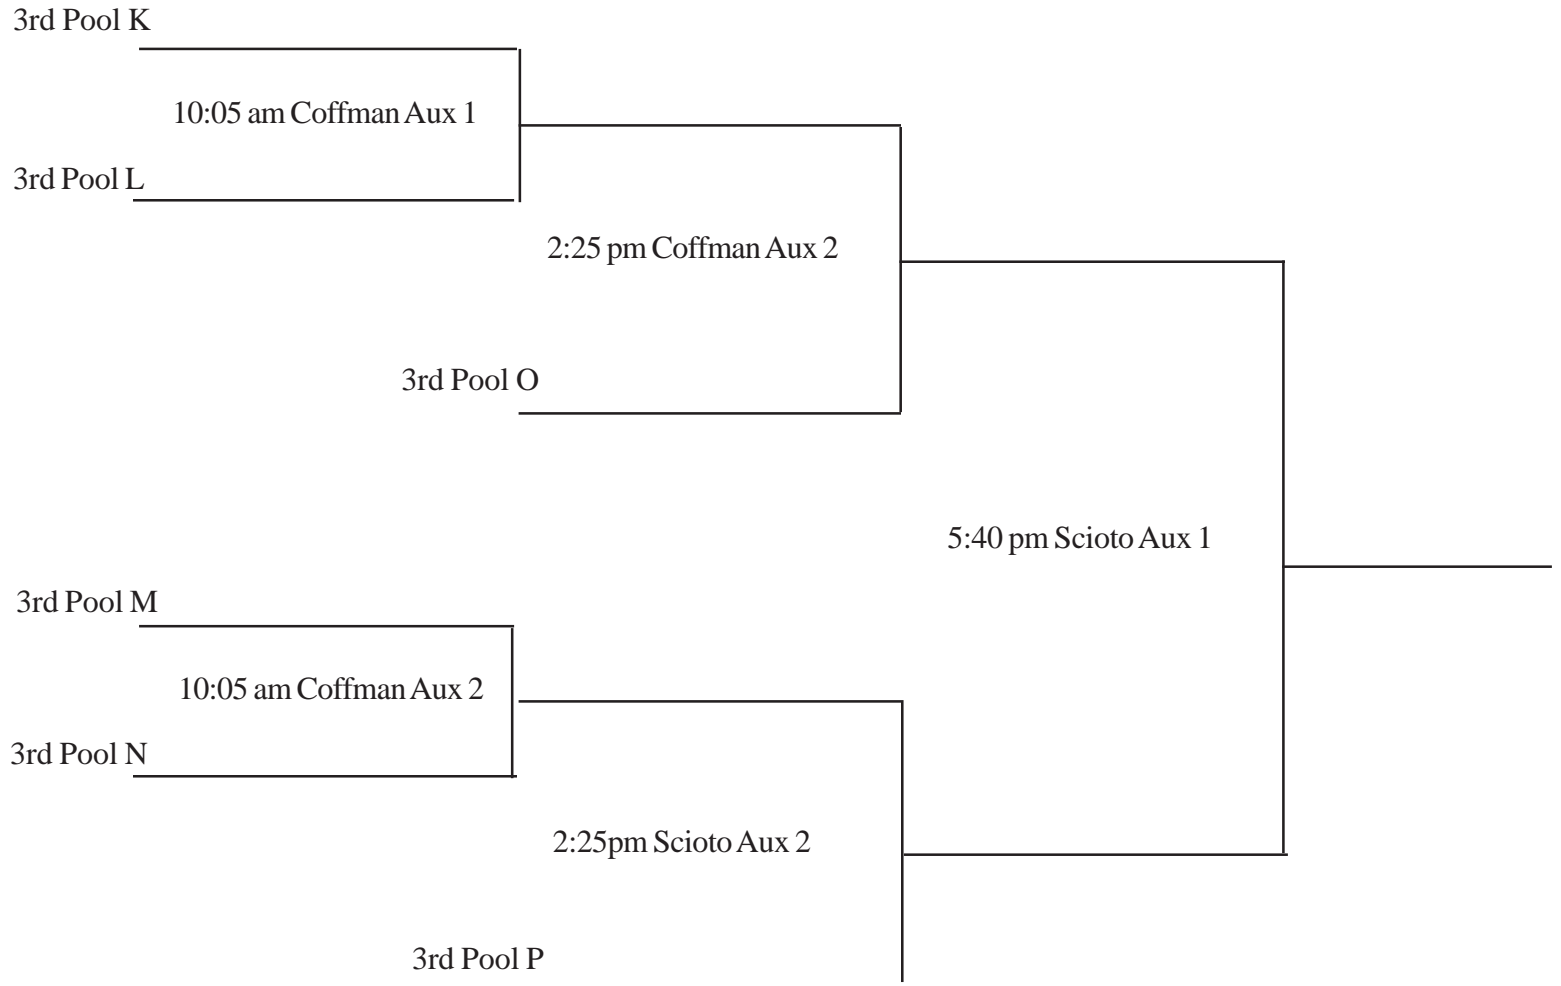 3rd Pool K
10:05 am Coffman Aux 1
3rd Pool L
2:25 pm Coffman Aux 2
3rd Pool O
5:40 pm Scioto Aux 1
3rd Pool M
10:05 am Coffman Aux 2
3rd Pool N
2:25pm Scioto Aux 2
3rd Pool P